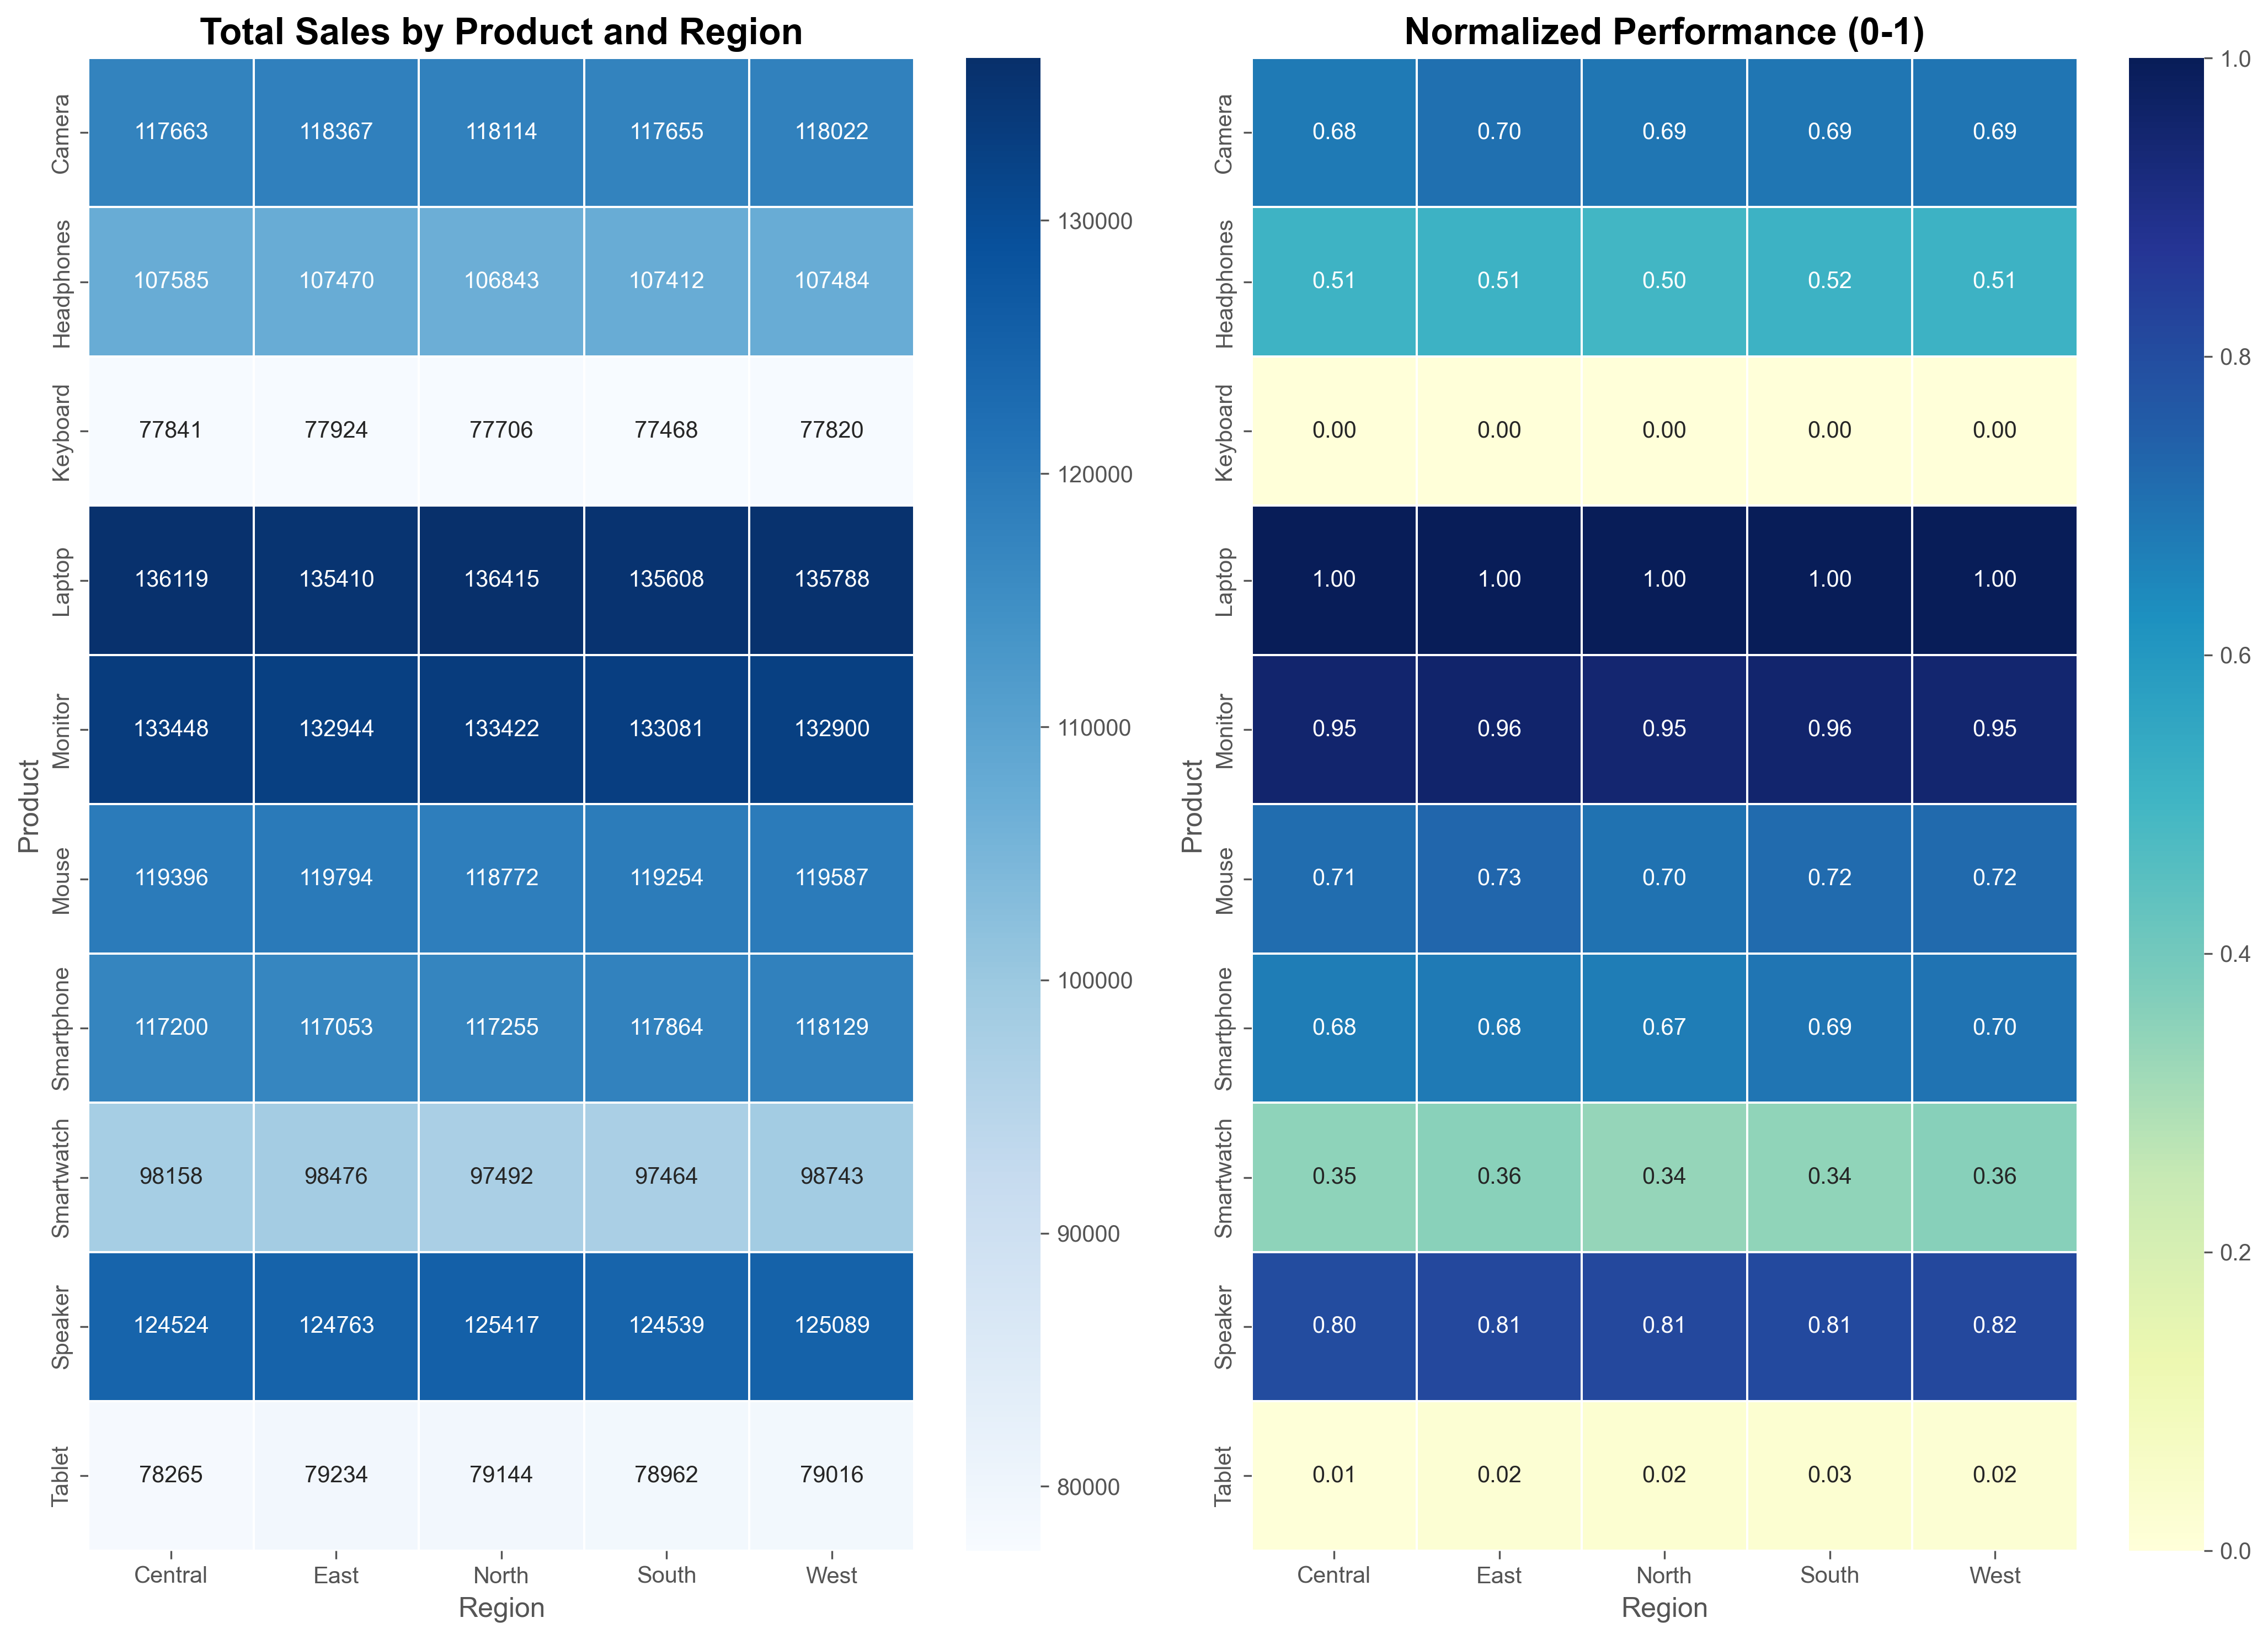 Total Sales by Product and Region
Product
Camera 117663 118367 118114 117655 118022
Headphones 107585 107470 106843 107412 107484
Keyboard 77841 77924 77706 77468 77820
Laptop 136119 135410 136415 135608 135788
Monitor 133448 132944 133422 133081 132900
Mouse 119396 119794 118772 119254 119587
Smartphone 117200 117053 117255 117864 118129
Smartwatch 98158 98476 97492 97464 98743
Speaker 124524 124763 125417 124539 125089
Tablet 78265 79234 79144 78962 79016
Central East North South West
Region
130000
120000
110000
100000
90000
80000
Normalized Performance (0-1)
Product
Camera 0.68 0.70 0.69 0.69 0.69
Headphones 0.51 0.51 0.50 0.52 0.51
Keyboard 0.00 0.00 0.00 0.00 0.00
Laptop 1.00 1.00 1.00 1.00 1.00
Monitor 0.95 0.96 0.95 0.96 0.95
Mouse 0.71 0.73 0.70 0.72 0.72
Smartphone 0.68 0.68 0.67 0.69 0.70
Smartwatch 0.35 0.36 0.34 0.34 0.36
Speaker 0.80 0.81 0.81 0.81 0.82
Tablet 0.01 0.02 0.02 0.03 0.02
Central East North South West
Region
1.0
0.8
0.6
0.4
0.2
0.0